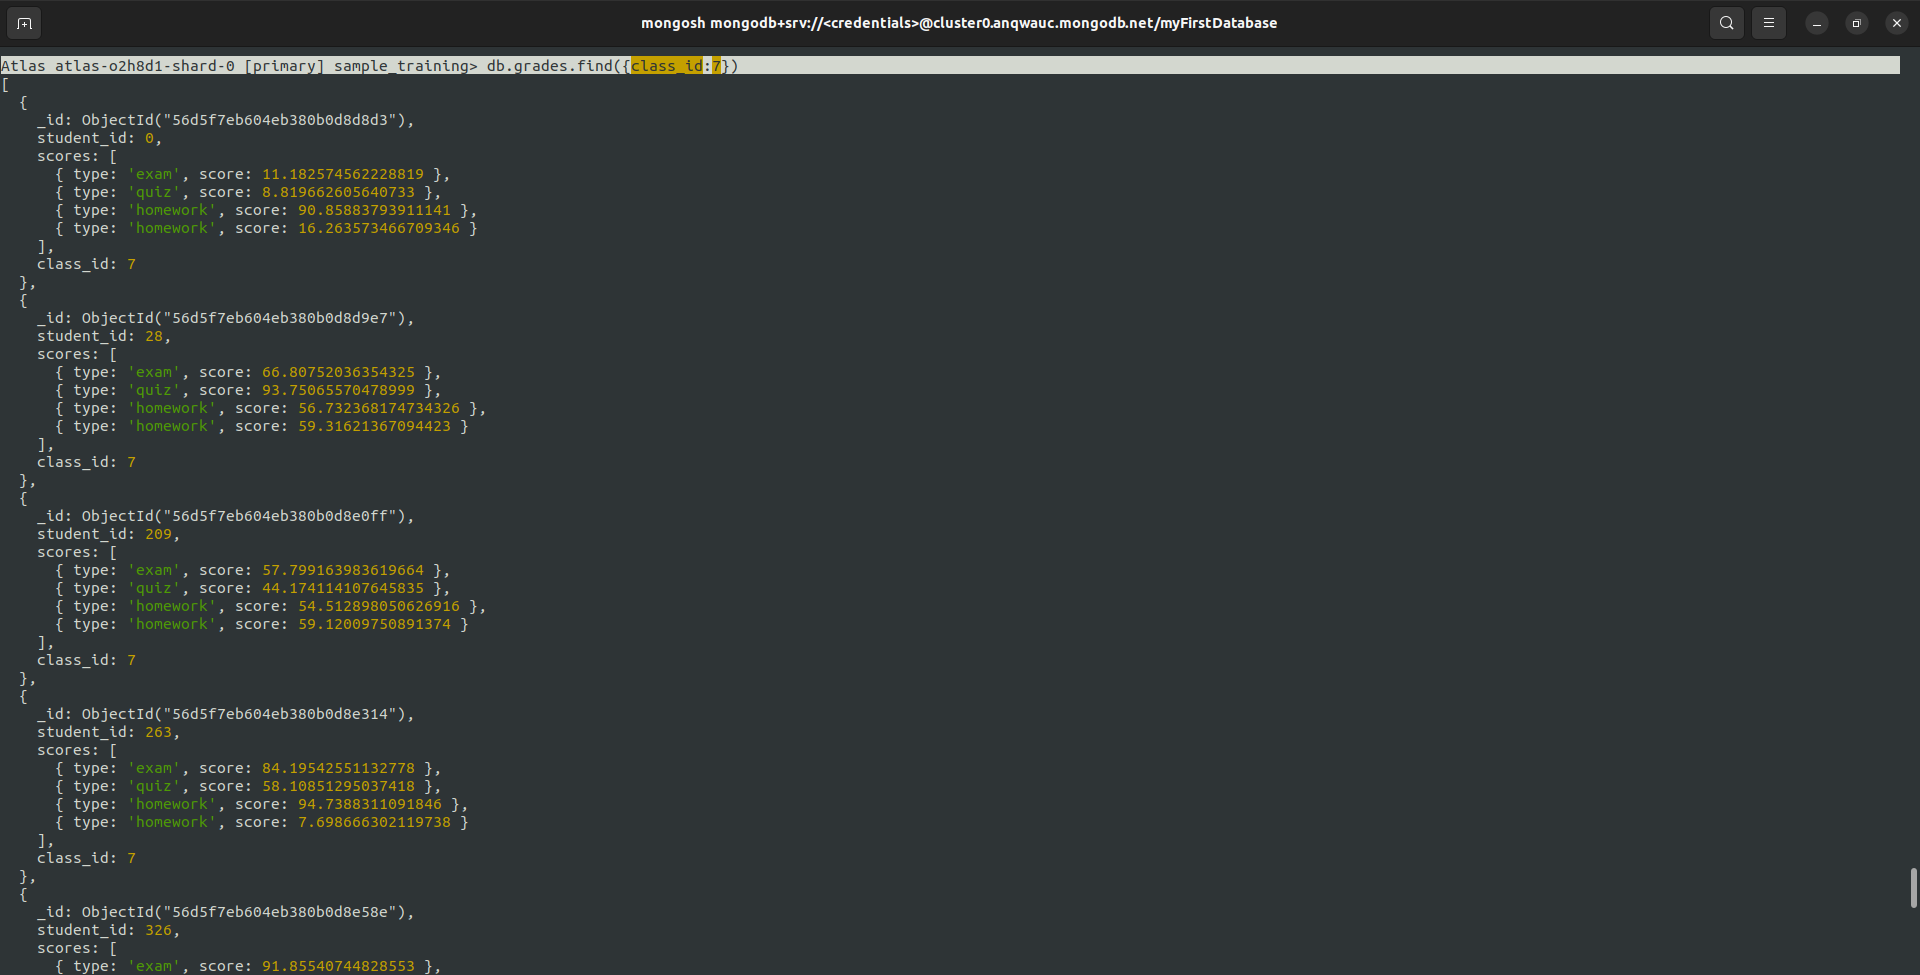 mongosh mongodb+srv://<credentials>@cluster0.anqwauc.mongodb.net/myFirstDatabase
Atlas atlas-o2h8d1-shard-0 [primary] sample_training> db.grades.find({class_id:7})
[
  {
    _id: ObjectId("56d5f7eb604eb380b0d8d8d3"),
    student_id: 0,
    scores: [
      { type: 'exam', score: 11.182574562228819 },
      { type: 'quiz', score: 8.819662605640733 },
      { type: 'homework', score: 90.85883793911141 },
      { type: 'homework', score: 16.263573466709346 }
    ],
    class_id: 7
  },
  {
    _id: ObjectId("56d5f7eb604eb380b0d8d9e7"),
    student_id: 28,
    scores: [
      { type: 'exam', score: 66.80752036354325 },
      { type: 'quiz', score: 93.75065570478999 },
      { type: 'homework', score: 56.732368174734326 },
      { type: 'homework', score: 59.31621367094423 }
    ],
    class_id: 7
  },
  {
    _id: ObjectId("56d5f7eb604eb380b0d8e0ff"),
    student_id: 209,
    scores: [
      { type: 'exam', score: 57.799163983619664 },
      { type: 'quiz', score: 44.174114107645835 },
      { type: 'homework', score: 54.512898050626916 },
      { type: 'homework', score: 59.12009750891374 }
    ],
    class_id: 7
  },
  {
    _id: ObjectId("56d5f7eb604eb380b0d8e314"),
    student_id: 263,
    scores: [
      { type: 'exam', score: 84.19542551132778 },
      { type: 'quiz', score: 58.10851295037418 },
      { type: 'homework', score: 94.7388311091846 },
      { type: 'homework', score: 7.698666302119738 }
    ],
    class_id: 7
  },
  {
    _id: ObjectId("56d5f7eb604eb380b0d8e58e"),
    student_id: 326,
    scores: [
      { type: 'exam', score: 91.85540744828553 },